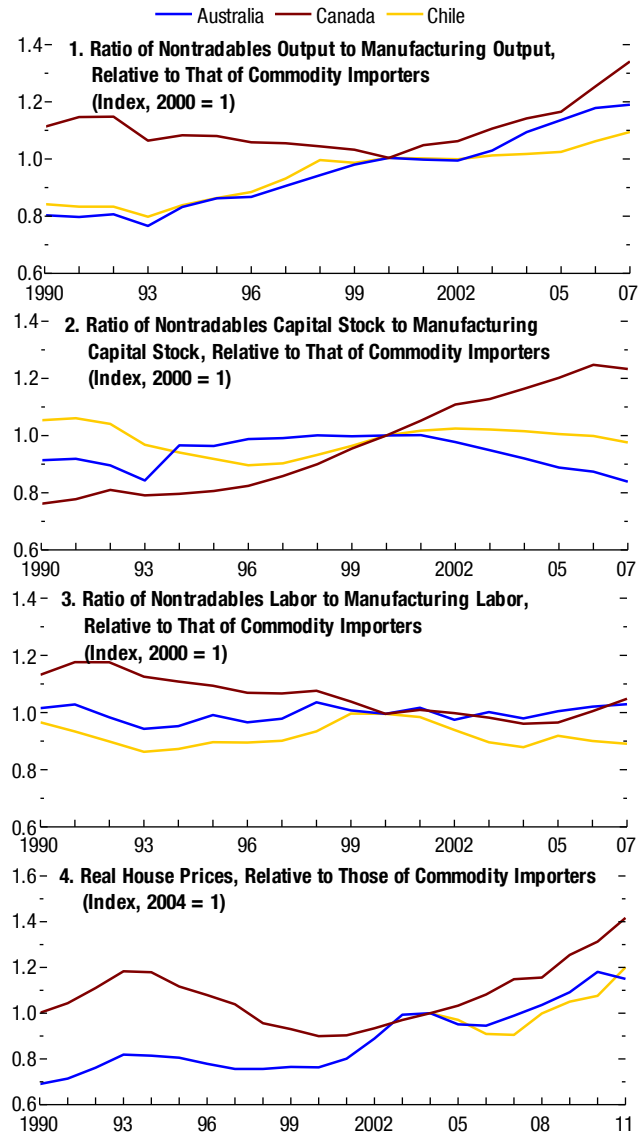 Australia Canada Chile
1. Ratio of Nontradables Output to Manufacturing Output,
Relative to That of Commodity Importers
(Index, 2000 = 1)
1.4
1.2
1.0
0.8
0.6
1990 93 96 99 2002 05 07
2. Ratio of Nontradables Capital Stock to Manufacturing
Capital Stock, Relative to That of Commodity Importers
(Index, 2000 = 1)
1.4
1.2
1.0
0.8
0.6
1990 93 96 99 2002 05 07
3. Ratio of Nontradables Labor to Manufacturing Labor,
Relative to That of Commodity Importers
(Index, 2000 = 1)
1.4
1.2
1.0
0.8
0.6
1990 93 96 99 2002 05 07
4. Real House Prices, Relative to Those of Commodity Importers
(Index, 2004 = 1)
1.6
1.4
1.2
1.0
0.8
0.6
1990 93 96 99 2002 05 08 11